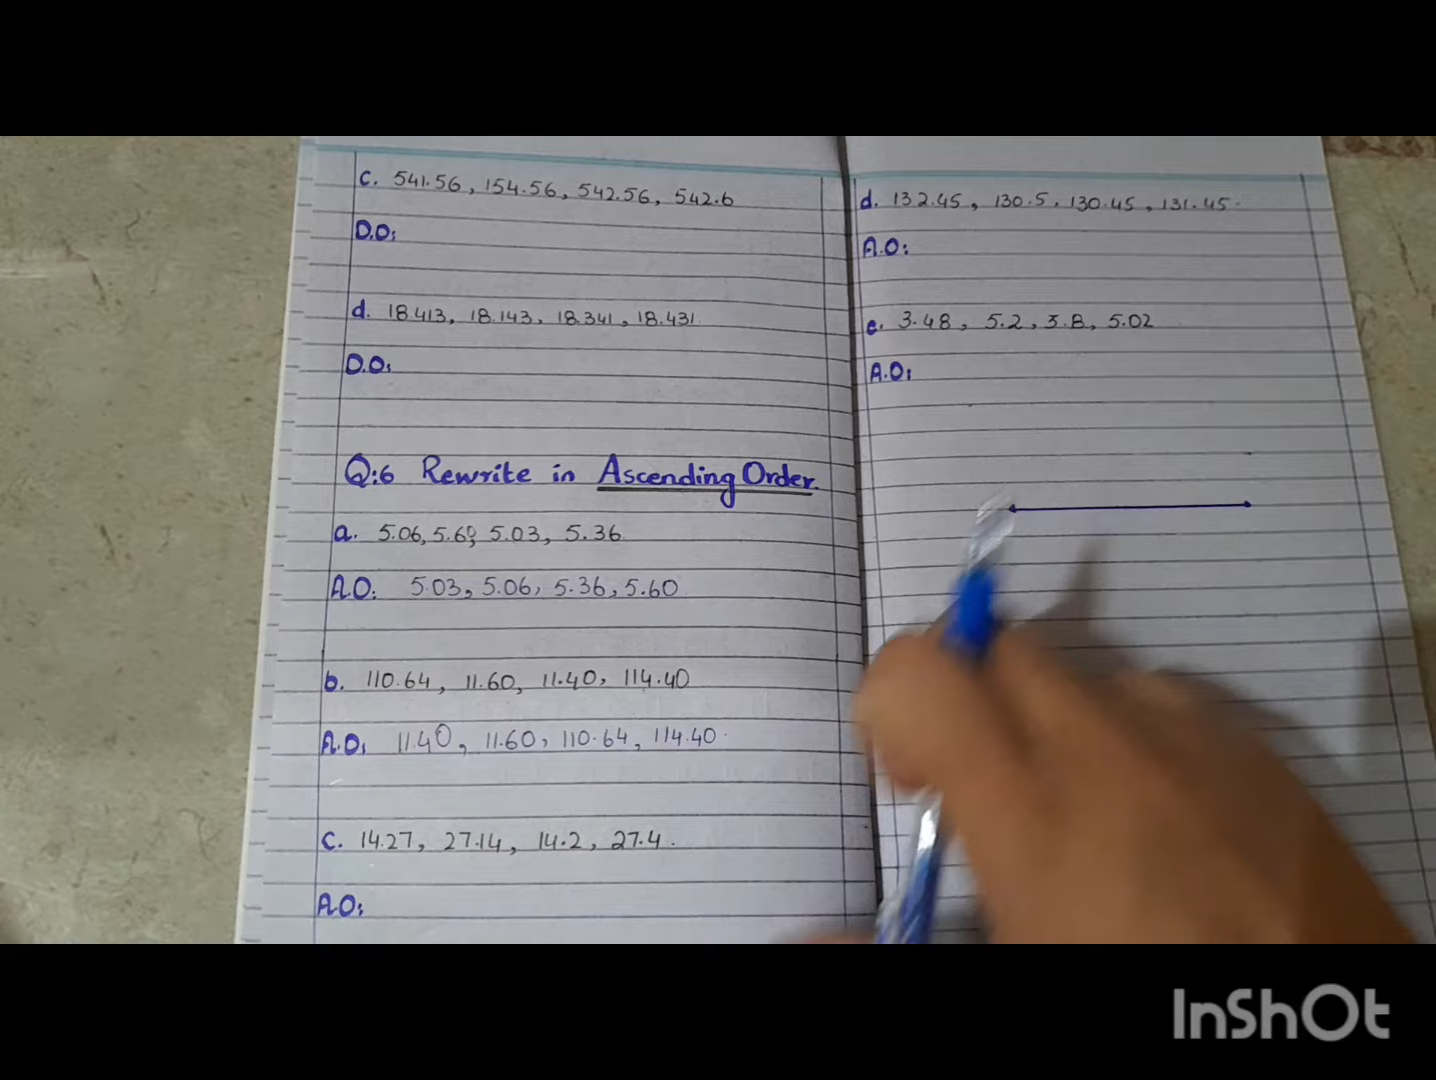 c. 541.56, 154.56, 542.56, 542.6
D.O:
d. 18.413, 18.143, 18.341, 18.431
D.O:
Q:6 Rewrite in Ascending Order.
a. 5.06, 5.60, 5.03, 5.36
A.O: 5.03, 5.06, 5.36, 5.60
b. 110.64, 11.60, 11.40, 114.40
A.O: 11.40, 11.60, 110.64, 114.40.
c. 14.27, 27.14, 14.2, 27.4.
A.O:
d. 132.45, 130.5, 130.45, 131.45.
A.O:
e. 3.48, 5.2, 3.8, 5.02
A.O:
InShOt